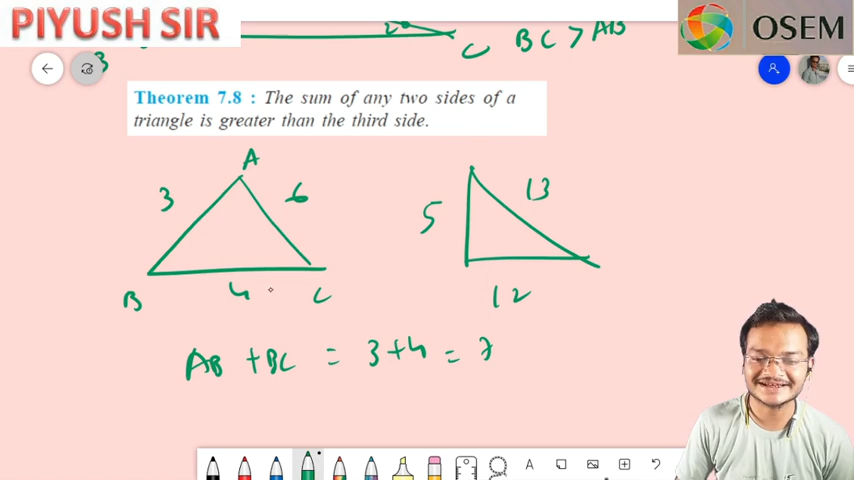 PIYUSH SIR
OSEM
B
20
C
BC > AB
Theorem 7.8 : The sum of any two sides of a
triangle is greater than the third side.
A
3
6
B
4
C
5
13
12
AB + BC = 3+4 = 7
A